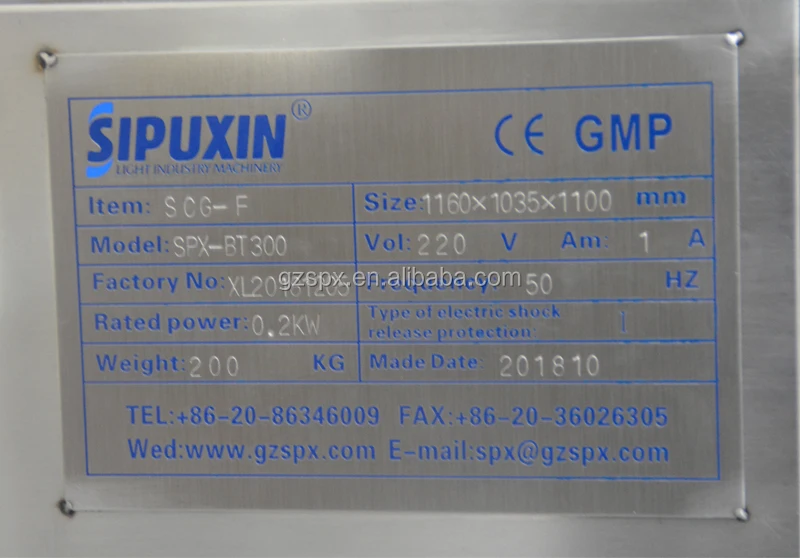 SIPUXIN®
LIGHT INDUSTRY MACHINERY
CE GMP
Item: SCG-F
Size: 1160×1035×1100 mm
Model: SPX-BT300
Vol: 220 V Am: 1 A
Factory No:
Frequency: 50 HZ
gzspx.en.alibaba.com
Rated power: 0.2KW
Type of electric shock
release protection: I
Weight: 200 KG
Made Date: 201810
TEL:+86-20-86346009 FAX:+86-20-36026305
Wed:www.gzspx.com E-mail:spx@gzspx.com